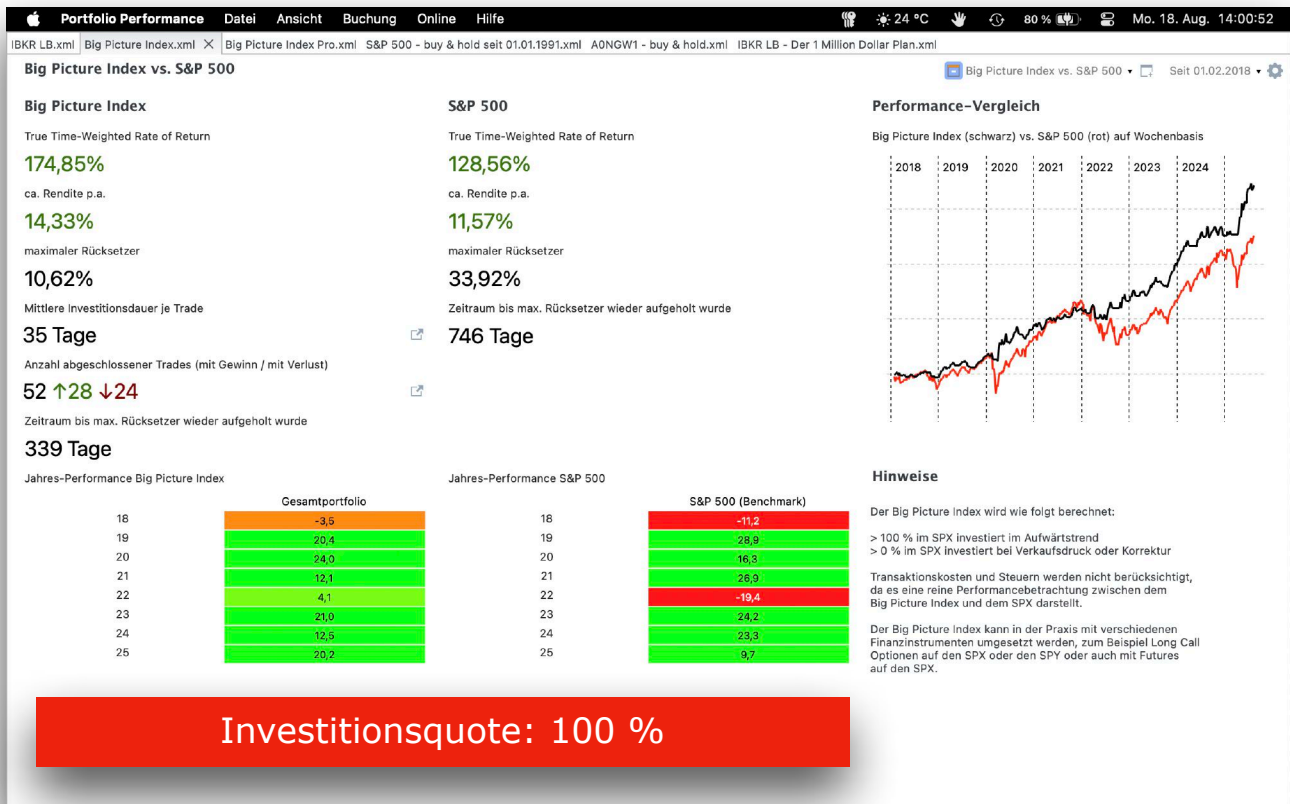 Portfolio Performance Datei Ansicht Buchung Online Hilfe 24 °C 80 % Mo. 18. Aug. 14:00:52
IBKR LB.xml Big Picture Index.xml Big Picture Index Pro.xml S&P 500 - buy & hold seit 01.01.1991.xml A0NGW1 - buy & hold.xml IBKR LB - Der 1 Million Dollar Plan.xml
Big Picture Index vs. S&P 500 Big Picture Index vs. S&P 500 Seit 01.02.2018
Big Picture Index
True Time-Weighted Rate of Return
174,85%
ca. Rendite p.a.
14,33%
maximaler Rücksetzer
10,62%
Mittlere Investitionsdauer je Trade
35 Tage
Anzahl abgeschlossener Trades (mit Gewinn / mit Verlust)
52 ↑28 ↓24
Zeitraum bis max. Rücksetzer wieder aufgeholt wurde
339 Tage
S&P 500
True Time-Weighted Rate of Return
128,56%
ca. Rendite p.a.
11,57%
maximaler Rücksetzer
33,92%
Zeitraum bis max. Rücksetzer wieder aufgeholt wurde
746 Tage
Performance-Vergleich
Big Picture Index (schwarz) vs. S&P 500 (rot) auf Wochenbasis
2018 2019 2020 2021 2022 2023 2024
Jahres-Performance Big Picture Index
Gesamtportfolio
18 -3,5
19 20,4
20 24,0
21 12,1
22 4,1
23 21,0
24 12,5
25 20,2
Jahres-Performance S&P 500
S&P 500 (Benchmark)
18 -11,2
19 28,9
20 16,3
21 26,9
22 -19,4
23 24,2
24 23,3
25 9,7
Hinweise
Der Big Picture Index wird wie folgt berechnet:
> 100 % im SPX investiert im Aufwärtstrend
> 0 % im SPX investiert bei Verkaufsdruck oder Korrektur
Transaktionskosten und Steuern werden nicht berücksichtigt,
da es eine reine Performancebetrachtung zwischen dem
Big Picture Index und dem SPX darstellt.
Der Big Picture Index kann in der Praxis mit verschiedenen
Finanzinstrumenten umgesetzt werden, zum Beispiel Long Call
Optionen auf den SPX oder den SPY oder auch mit Futures
auf den SPX.
Investitionsquote: 100 %